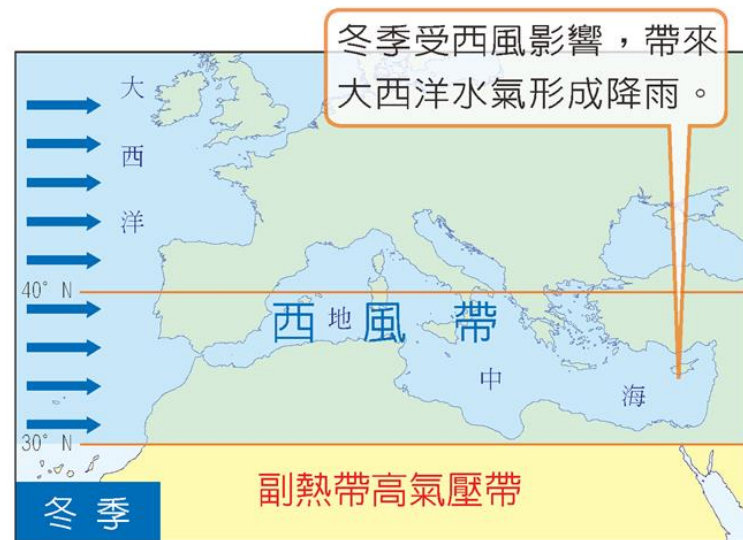 冬季受西風影響，帶來
大西洋水氣形成降雨。
大西洋
40° N
西風帶
地中海
30° N
副熱帶高氣壓帶
冬季